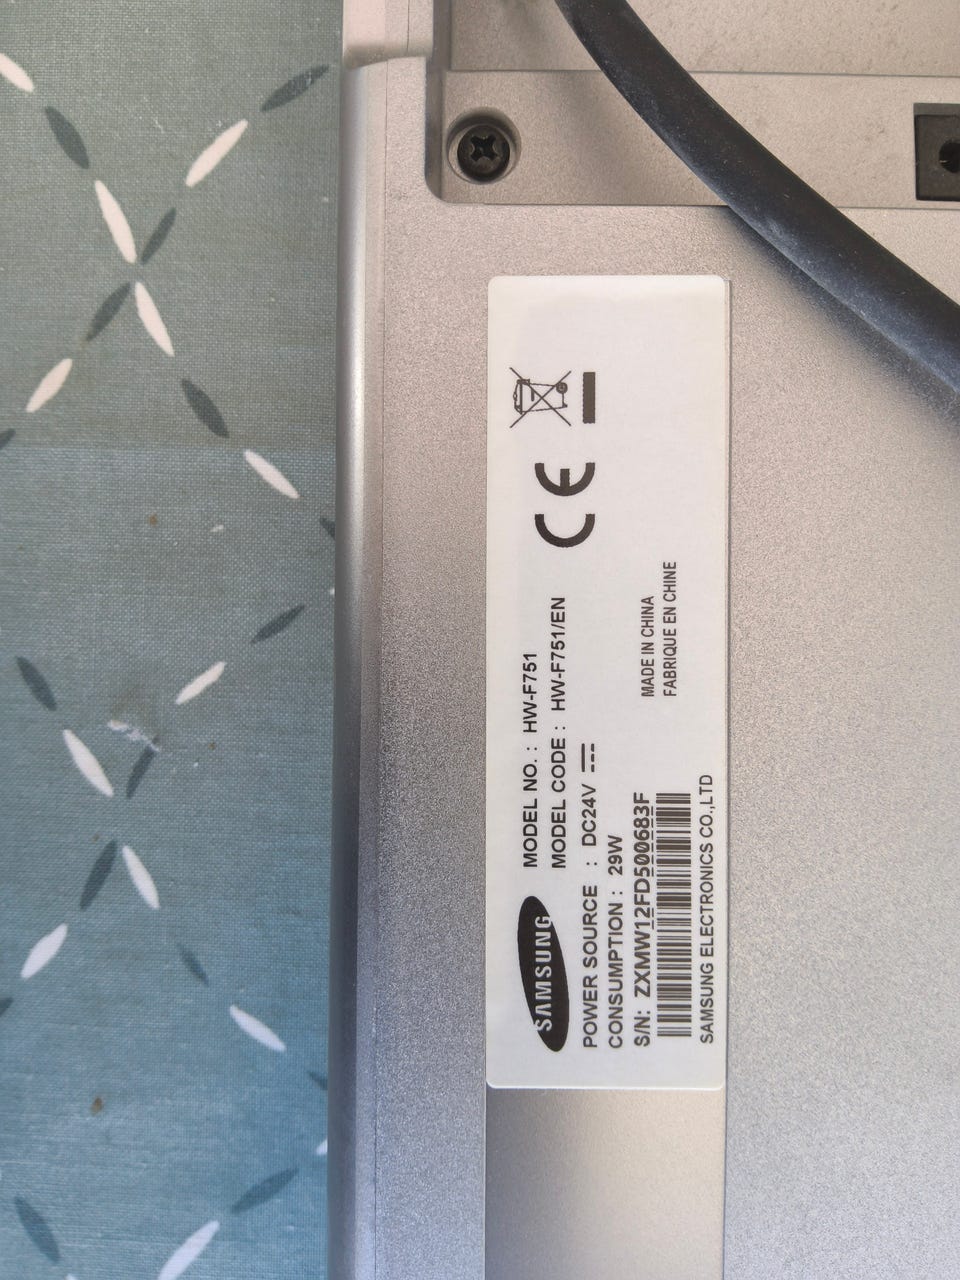 SAMSUNG
MODEL NO. : HW-F751
MODEL CODE : HW-F751/EN
POWER SOURCE : DC24V
CONSUMPTION : 29W
S/N: ZXMW12FD500683F
MADE IN CHINA
FABRIQUE EN CHINE
SAMSUNG ELECTRONICS CO.,LTD
CE